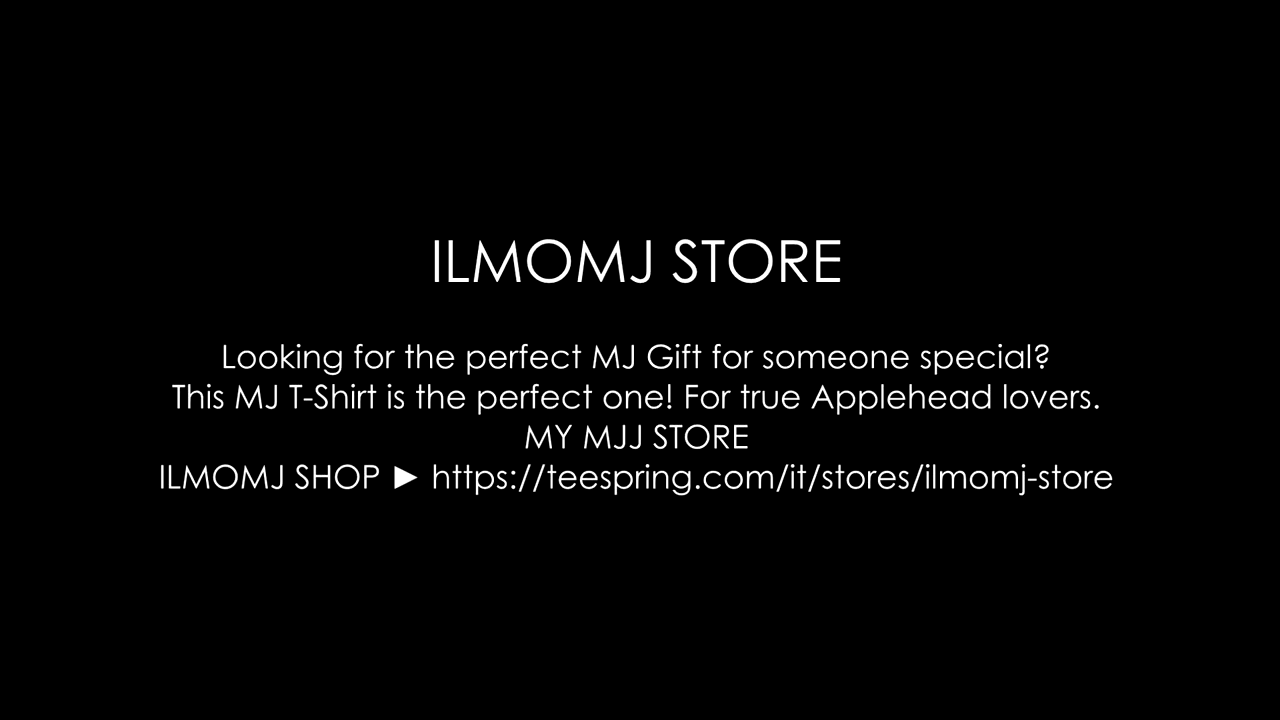 ILMOMJ STORE
Looking for the perfect MJ Gift for someone special?
This MJ T-Shirt is the perfect one! For true Applehead lovers.
MY MJJ STORE
ILMOMJ SHOP ► https://teespring.com/it/stores/ilmomj-store